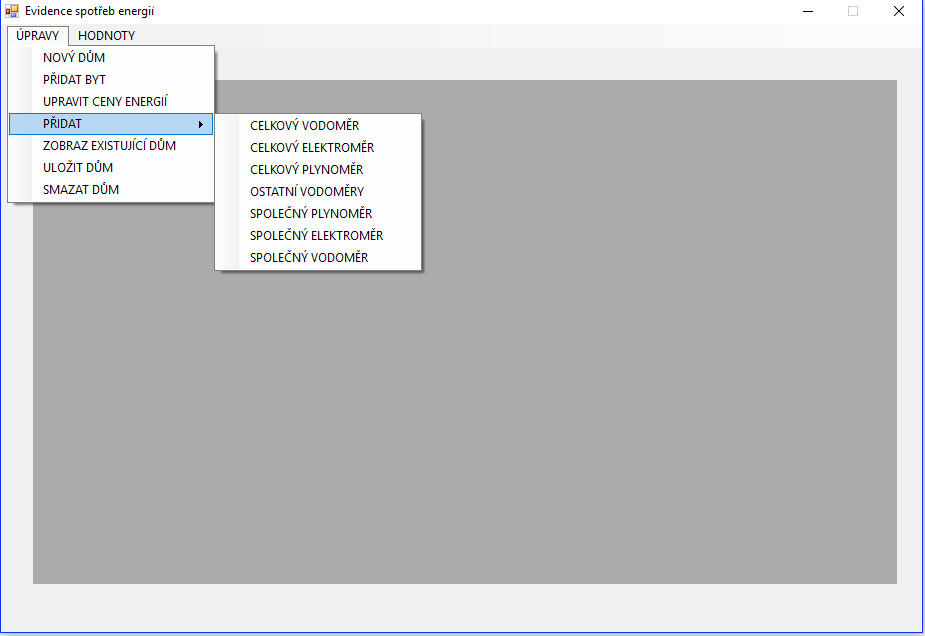 Evidence spotřeb energií
ÚPRAVY HODNOTY
NOVÝ DŮM
PŘIDAT BYT
UPRAVIT CENY ENERGIÍ
PŘIDAT
ZOBRAZ EXISTUJÍCÍ DŮM
ULOŽIT DŮM
SMAZAT DŮM
CELKOVÝ VODOMĚR
CELKOVÝ ELEKTROMĚR
CELKOVÝ PLYNOMĚR
OSTATNÍ VODOMĚRY
SPOLEČNÝ PLYNOMĚR
SPOLEČNÝ ELEKTROMĚR
SPOLEČNÝ VODOMĚR